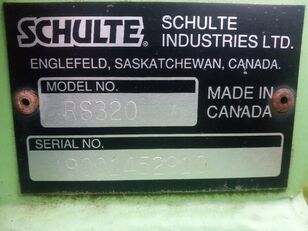 SCHULTE®
SCHULTE
INDUSTRIES LTD.
ENGLEFELD, SASKATCHEWAN, CANADA.
MODEL NO.
RS320
MADE IN
CANADA
SERIAL NO.